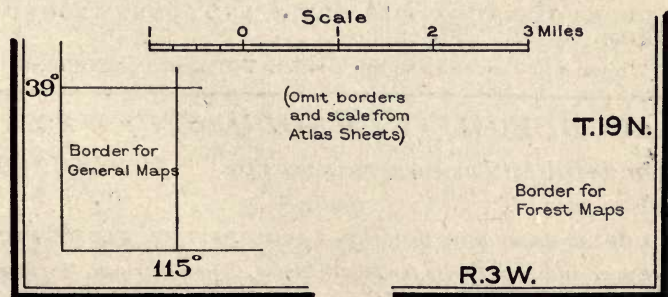 Scale
1 0 1 2 3 Miles
39°
(Omit borders
and scale from
Atlas Sheets)
T.19 N.
Border for
General Maps
Border for
Forest Maps
115°
R.3 W.